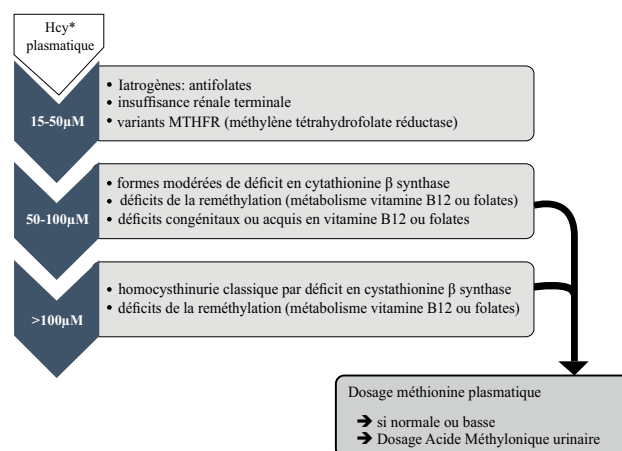 Hcy*
plasmatique
15-50µM
• Iatrogènes: antifolates
• insuffisance rénale terminale
• variants MTHFR (méthylène tétrahydrofolate réductase)
50-100µM
• formes modérées de déficit en cytathionine β synthase
• déficits de la reméthylation (métabolisme vitamine B12 ou folates)
• déficits congénitaux ou acquis en vitamine B12 ou folates
>100µM
• homocysthinurie classique par déficit en cystathionine β synthase
• déficits de la reméthylation (métabolisme vitamine B12 ou folates)
Dosage méthionine plasmatique
➔ si normale ou basse
➔ Dosage Acide Méthylonique urinaire